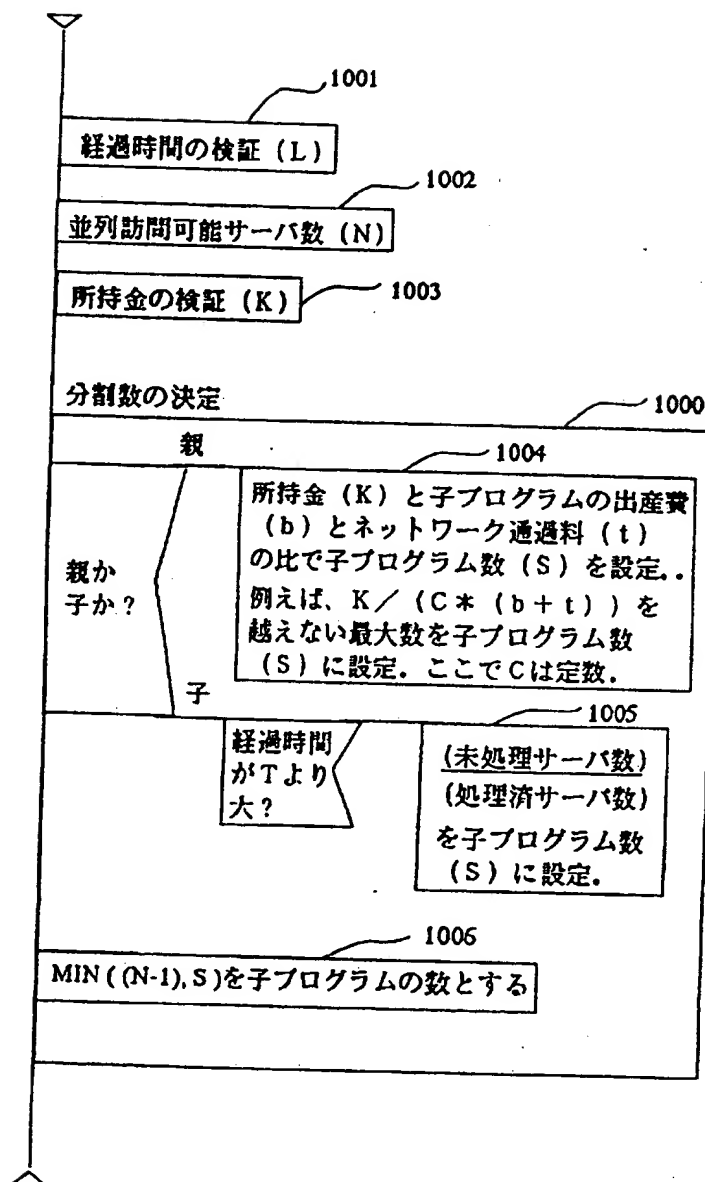 1001
経過時間の検証 (L)
1002
並列訪問可能サーバ数 (N)
所持金の検証 (K)
1003
分割数の決定
1000
親
1004
親か
子か？
所持金 (K) と子プログラムの出産費
(b) とネットワーク通過料 (t)
の比で子プログラム数 (S) を設定．.
例えば、K／ (C＊ (b＋t)) を
越えない最大数を子プログラム数
(S) に設定．ここでCは定数．
子
1005
経過時間
がTより
大？
(未処理サーバ数)
(処理済サーバ数)
を子プログラム数
(S) に設定．
1006
MIN ( (N-1), S )を子プログラムの数とする